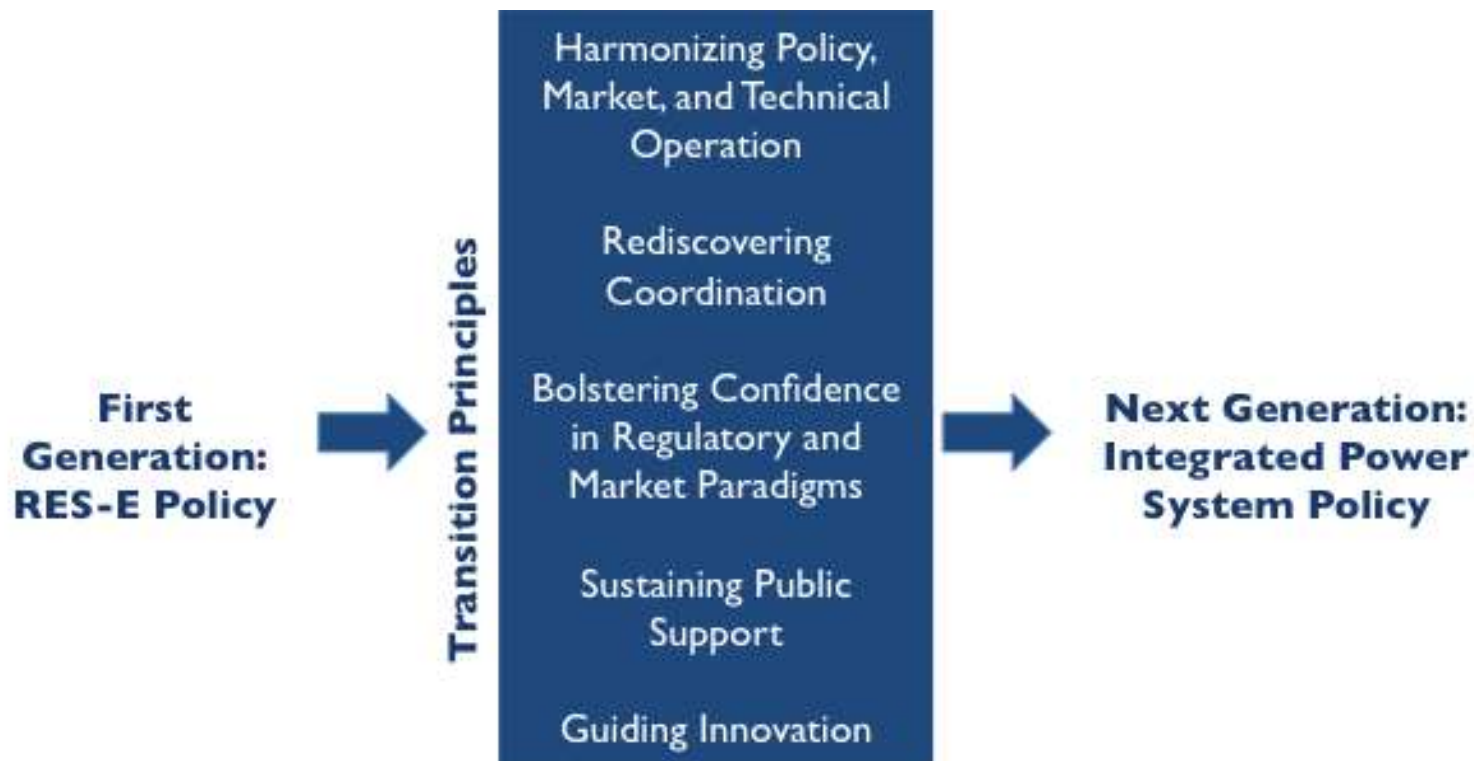 First
Generation:
RES-E Policy
Transition Principles
Harmonizing Policy,
Market, and Technical
Operation
Rediscovering
Coordination
Bolstering Confidence
in Regulatory and
Market Paradigms
Sustaining Public
Support
Guiding Innovation
Next Generation:
Integrated Power
System Policy